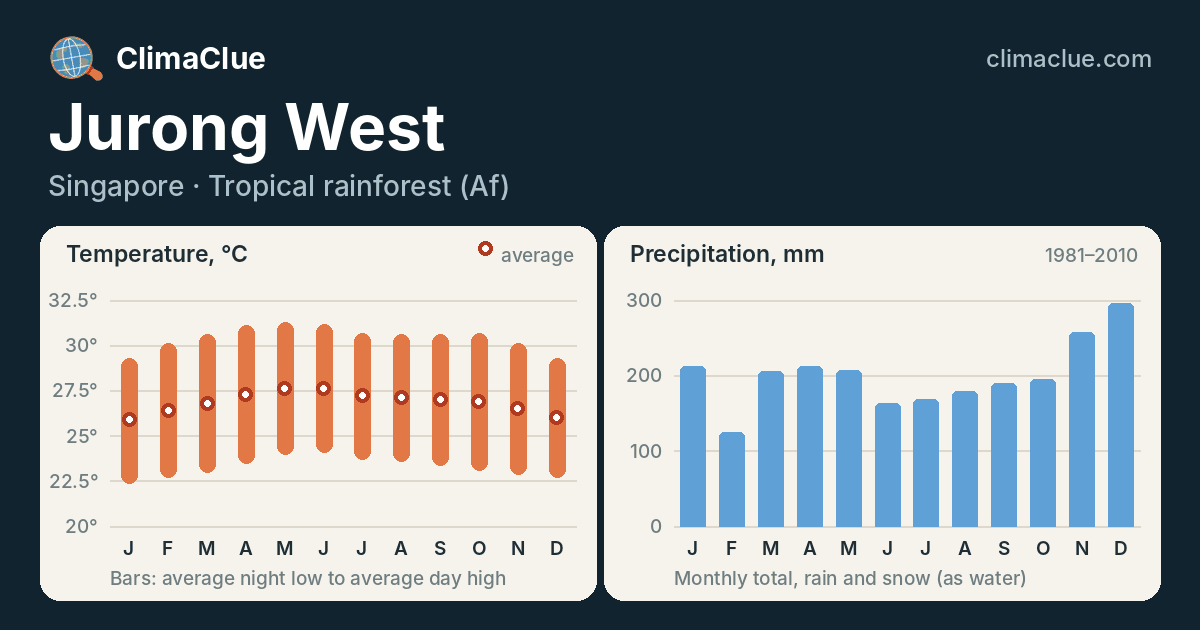 ClimaClue
climaclue.com
Jurong West
Singapore · Tropical rainforest (Af)
Temperature, °C
average
32.5°
30°
27.5°
25°
22.5°
20°
J F M A M J J A S O N D
Bars: average night low to average day high
Precipitation, mm
1981–2010
300
200
100
0
J F M A M J J A S O N D
Monthly total, rain and snow (as water)